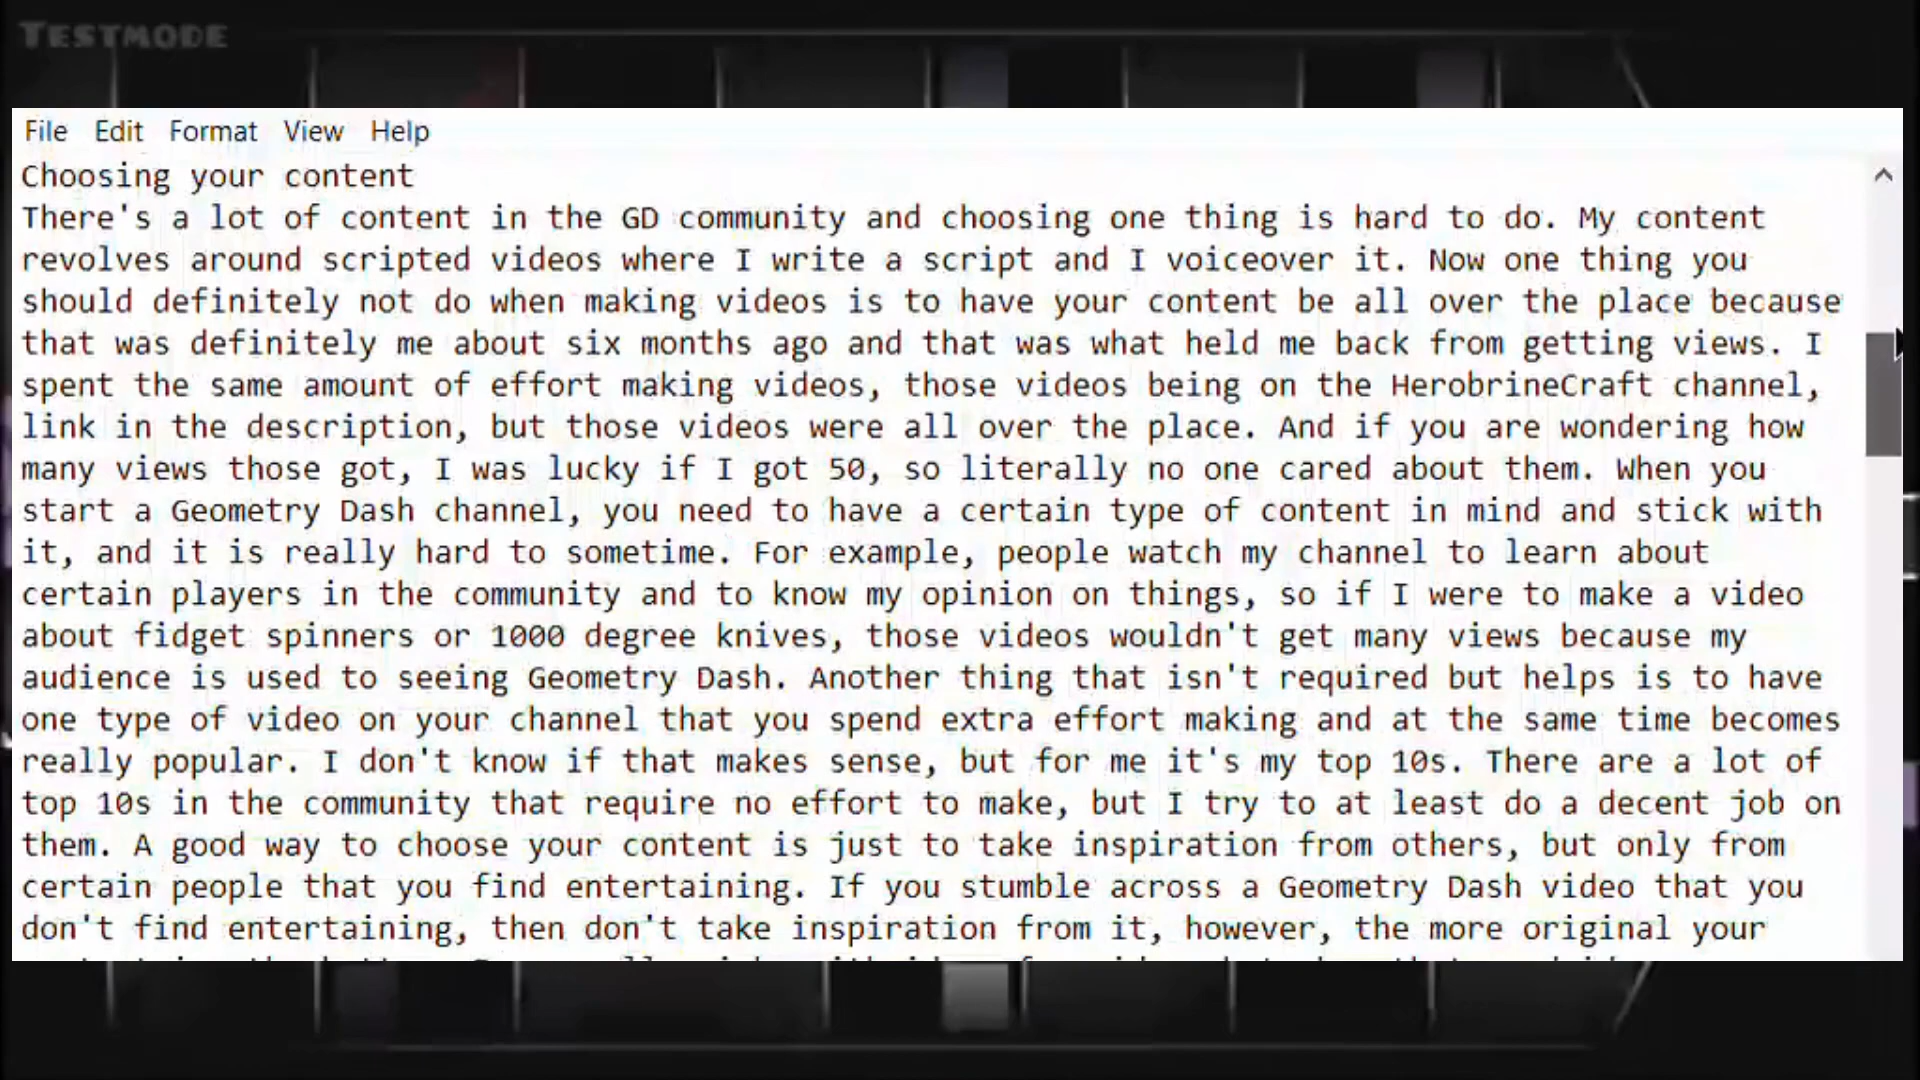 TESTMODE
File Edit Format View Help
Choosing your content
There's a lot of content in the GD community and choosing one thing is hard to do. My content
revolves around scripted videos where I write a script and I voiceover it. Now one thing you
should definitely not do when making videos is to have your content be all over the place because
that was definitely me about six months ago and that was what held me back from getting views. I
spent the same amount of effort making videos, those videos being on the HerobrineCraft channel,
link in the description, but those videos were all over the place. And if you are wondering how
many views those got, I was lucky if I got 50, so literally no one cared about them. When you
start a Geometry Dash channel, you need to have a certain type of content in mind and stick with
it, and it is really hard to sometime. For example, people watch my channel to learn about
certain players in the community and to know my opinion on things, so if I were to make a video
about fidget spinners or 1000 degree knives, those videos wouldn't get many views because my
audience is used to seeing Geometry Dash. Another thing that isn't required but helps is to have
one type of video on your channel that you spend extra effort making and at the same time becomes
really popular. I don't know if that makes sense, but for me it's my top 10s. There are a lot of
top 10s in the community that require no effort to make, but I try to at least do a decent job on
them. A good way to choose your content is just to take inspiration from others, but only from
certain people that you find entertaining. If you stumble across a Geometry Dash video that you
don't find entertaining, then don't take inspiration from it, however, the more original your